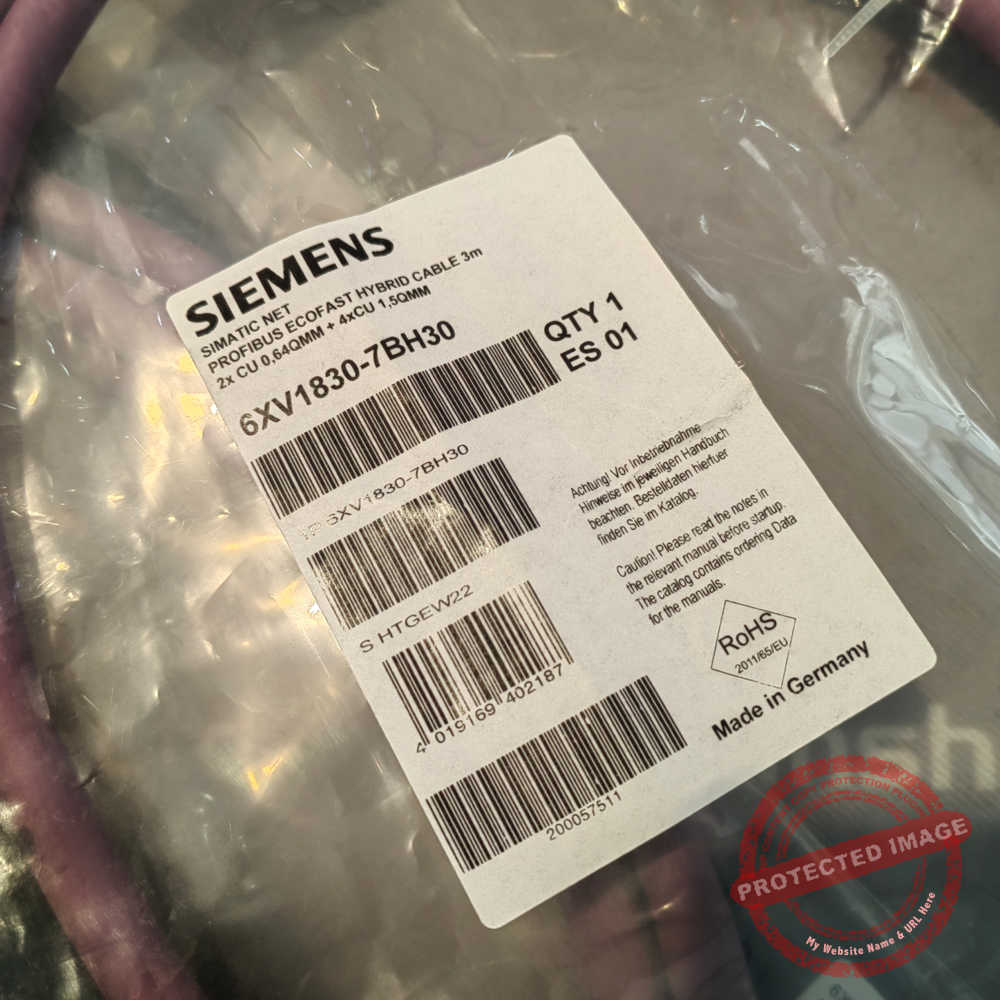 SIEMENS
SIMATIC NET
PROFIBUS ECOFAST HYBRID CABLE 3m
2x CU 0,64QMM + 4xCU 1,5QMM
6XV1830-7BH30
QTY 1
ES 01
1P 6XV1830-7BH30
S HTGEW22
4 019169 402187
200057511
Achtung! Vor Inbetriebnahme
Hinweise im jeweiligen Handbuch
beachten. Bestelldaten hierfuer
finden Sie im Katalog.
Caution! Please read the notes in
the relevant manual before startup.
The catalog contains ordering Data
for the manuals.
RoHS
2011/65/EU
Made in Germany
PROTECTED IMAGE
My Website Name & URL Here